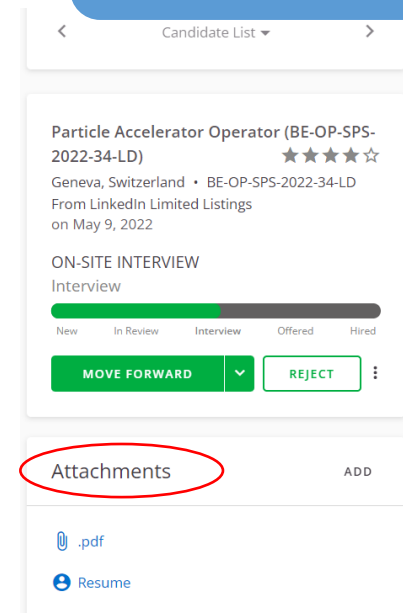 Candidate List
Particle Accelerator Operator (BE-OP-SPS-
2022-34-LD)
Geneva, Switzerland • BE-OP-SPS-2022-34-LD
From LinkedIn Limited Listings
on May 9, 2022
ON-SITE INTERVIEW
Interview
New In Review Interview Offered Hired
MOVE FORWARD REJECT
Attachments ADD
.pdf
Resume